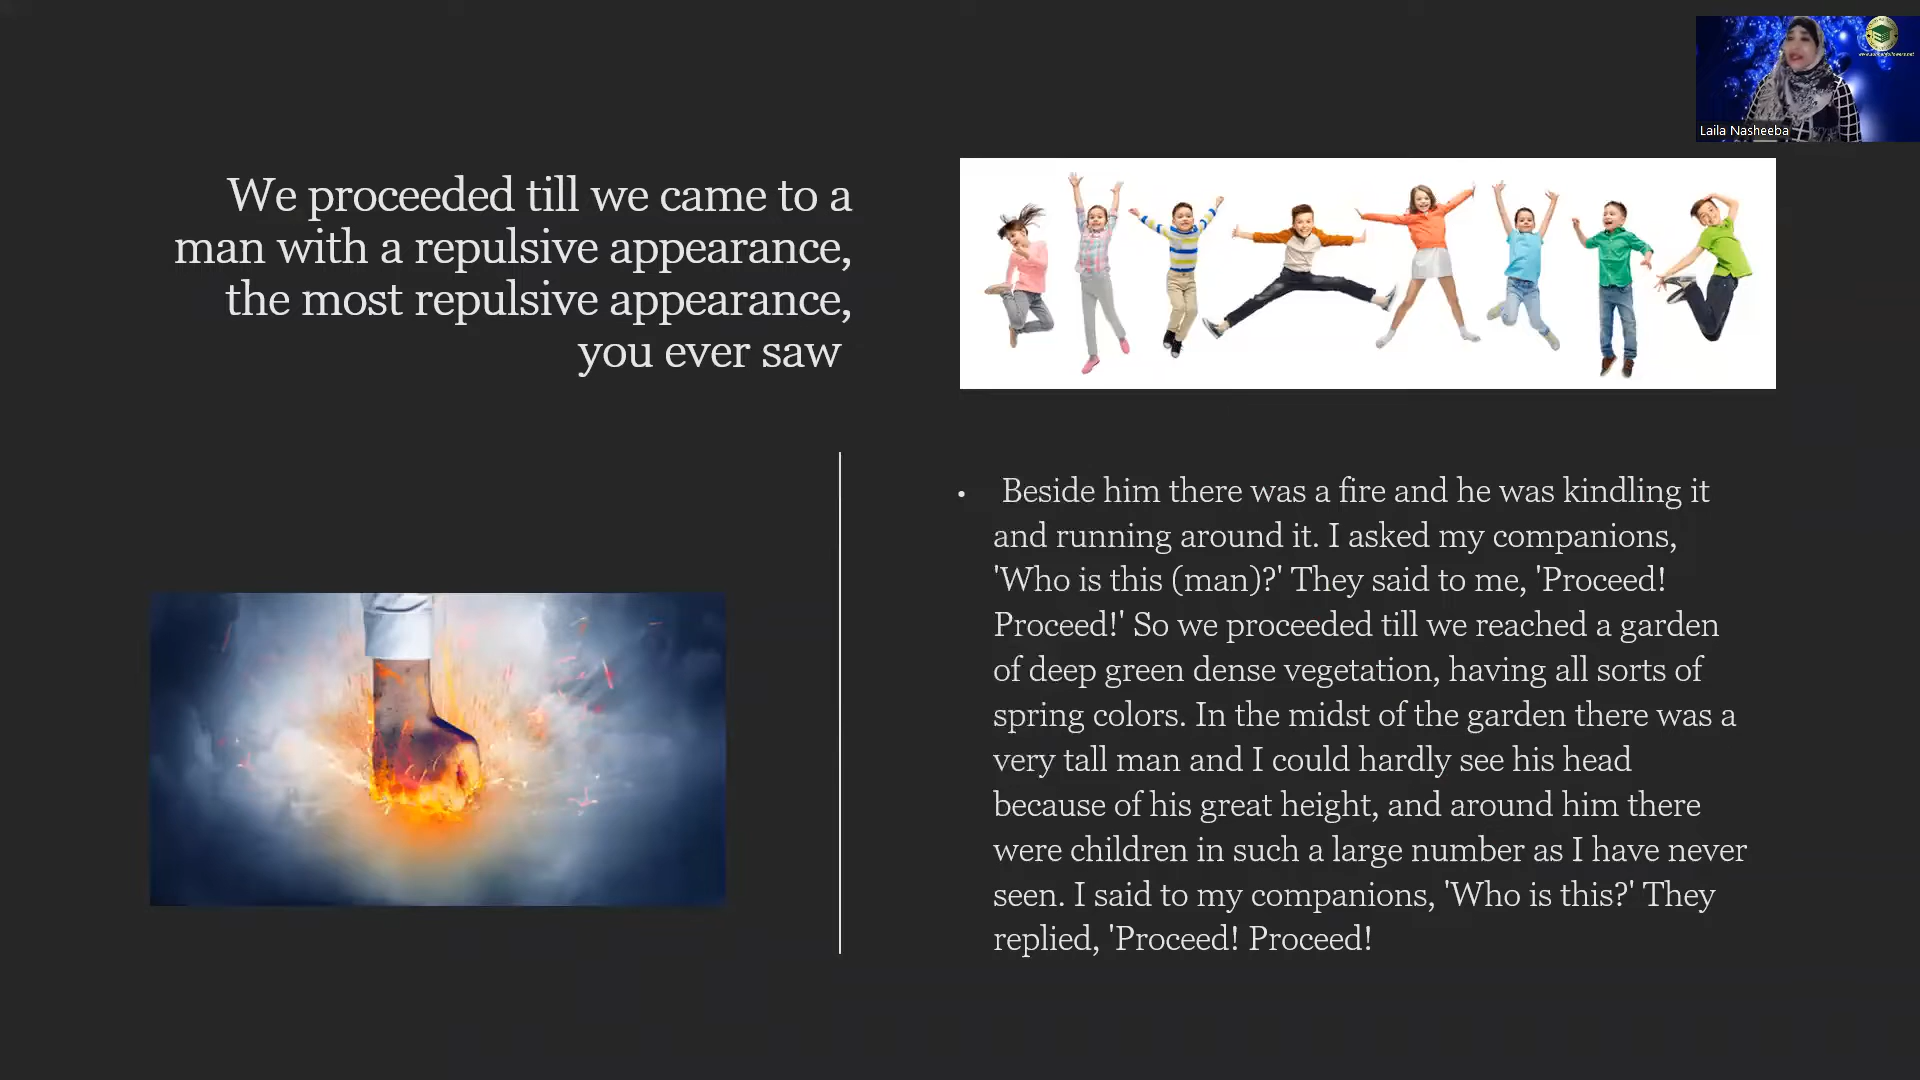 Laila Nasheeba
We proceeded till we came to a
man with a repulsive appearance,
the most repulsive appearance,
you ever saw
• Beside him there was a fire and he was kindling it
and running around it. I asked my companions,
'Who is this (man)?' They said to me, 'Proceed!
Proceed!' So we proceeded till we reached a garden
of deep green dense vegetation, having all sorts of
spring colors. In the midst of the garden there was a
very tall man and I could hardly see his head
because of his great height, and around him there
were children in such a large number as I have never
seen. I said to my companions, 'Who is this?' They
replied, 'Proceed! Proceed!